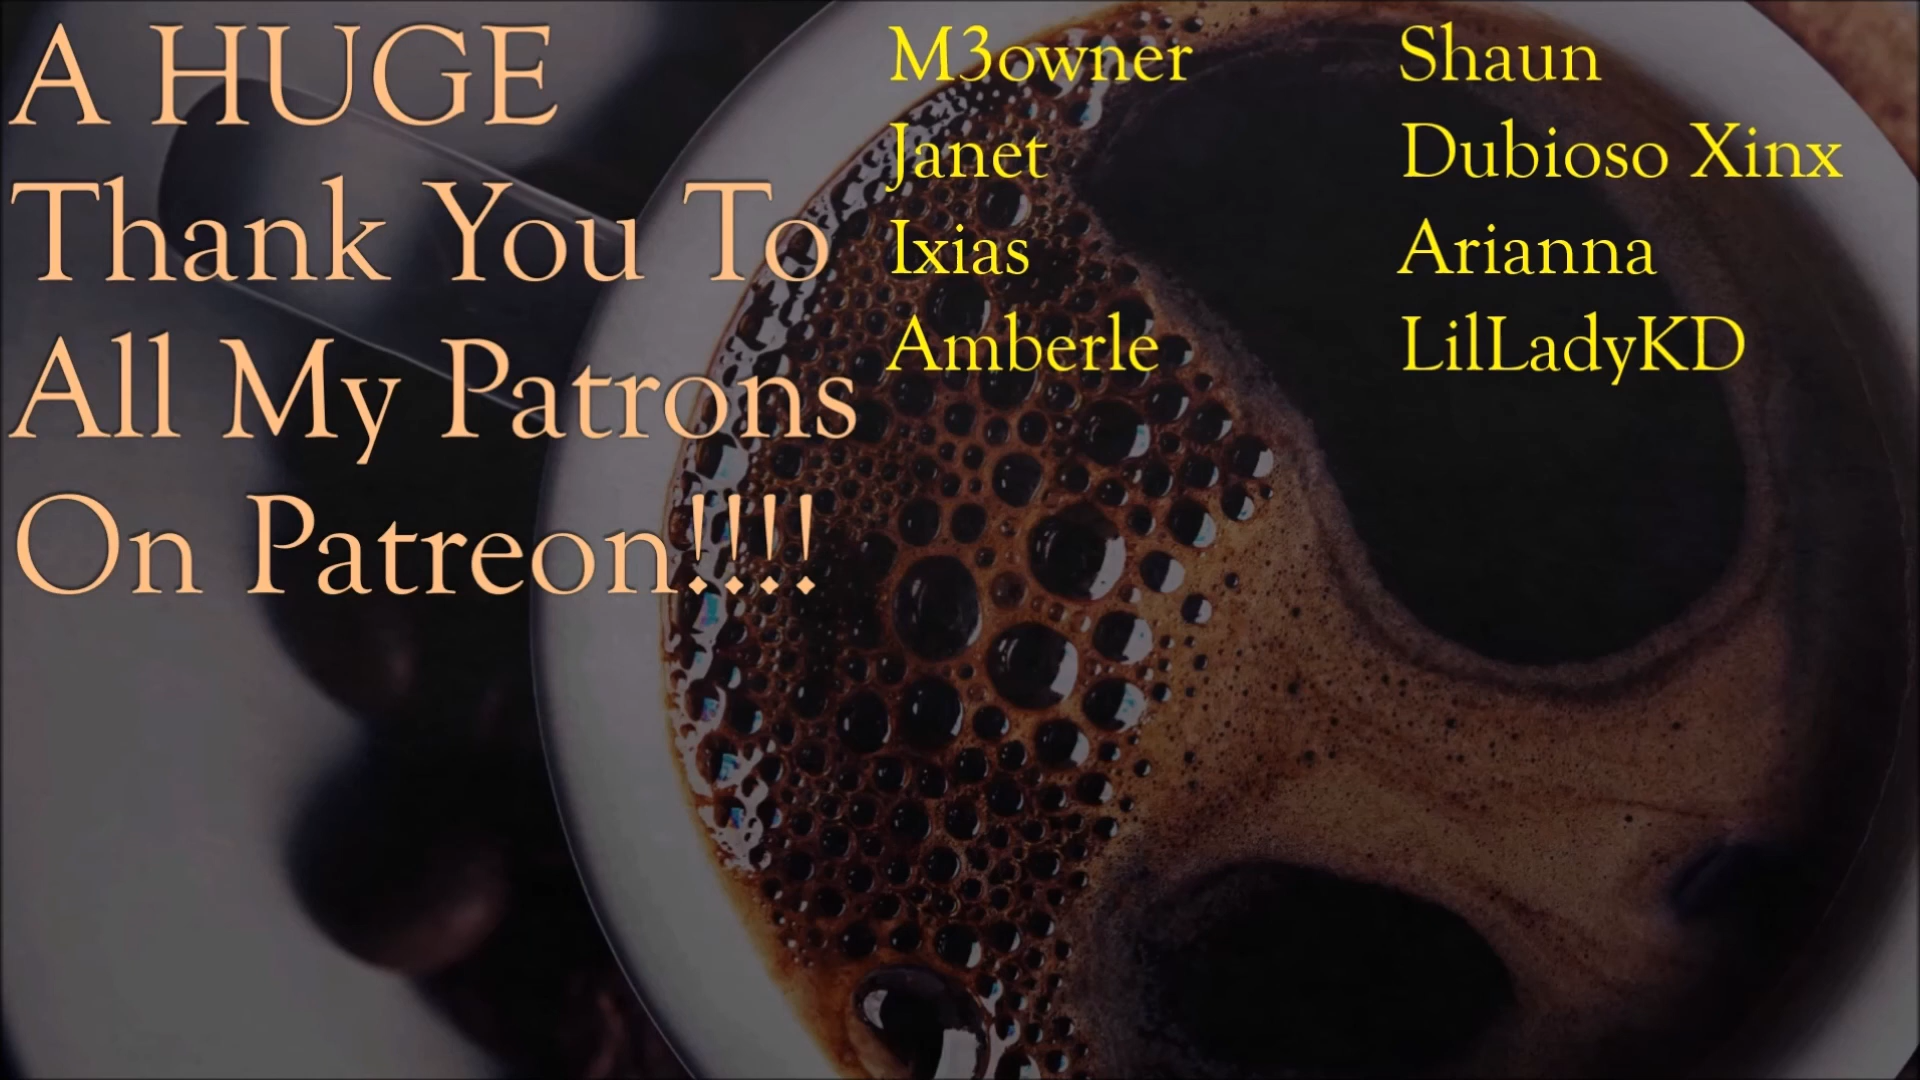 A HUGE
Thank You To
All My Patrons
On Patreon!!!!
M3owner
Janet
Ixias
Amberle
Shaun
Dubioso Xinx
Arianna
LilLadyKD